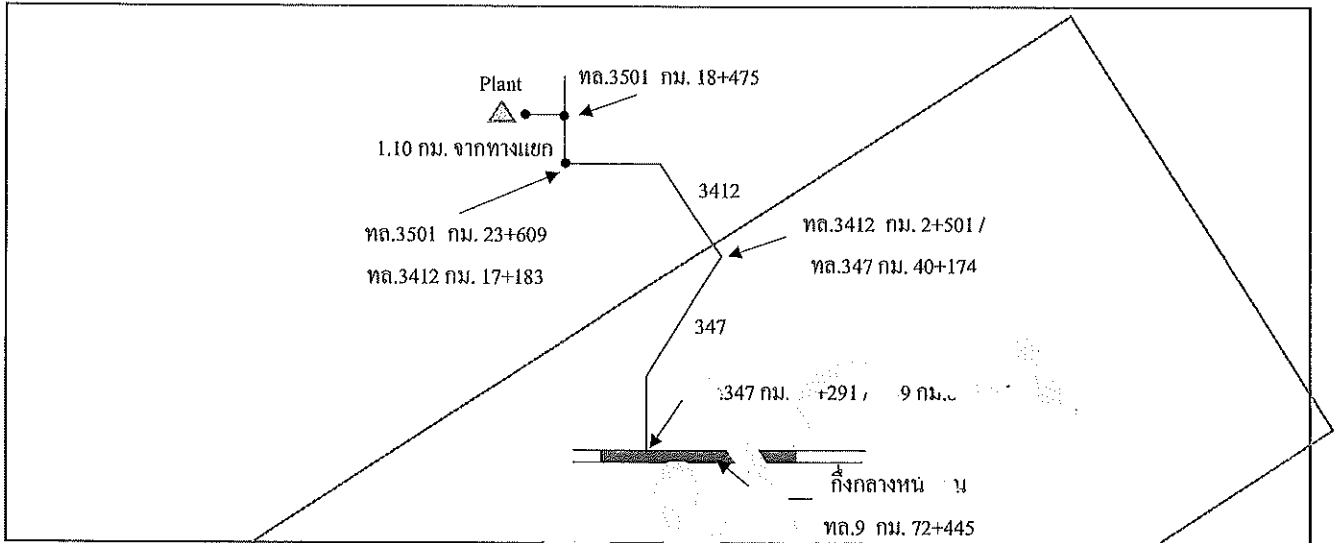 Plant
ทล.3501 กม. 18+475
1.10 กม. จากทางแยก
3412
ทล.3501 กม. 23+609
ทล.3412 กม. 17+183
ทล.3412 กม. 2+501 /
ทล.347 กม. 40+174
347
347 กม. +291 / 9 กม.
กึ่งกลางหน่
ทล.9 กม. 72+445